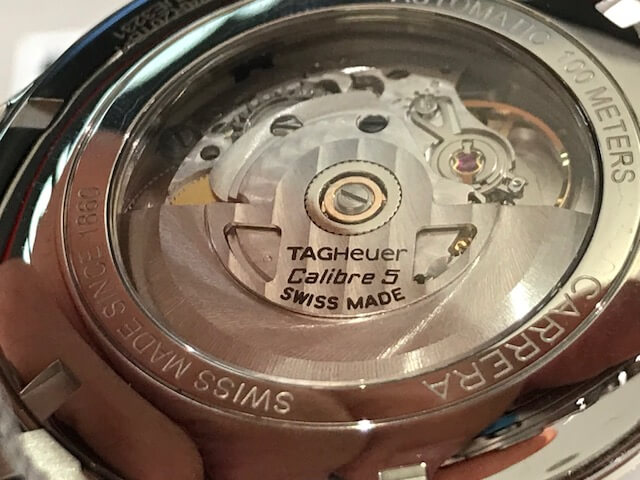 TAGHeuer
Calibre 5
SWISS MADE
AUTOMATIC 100 METERS
CARRERA
SWISS MADE SINCE 1860